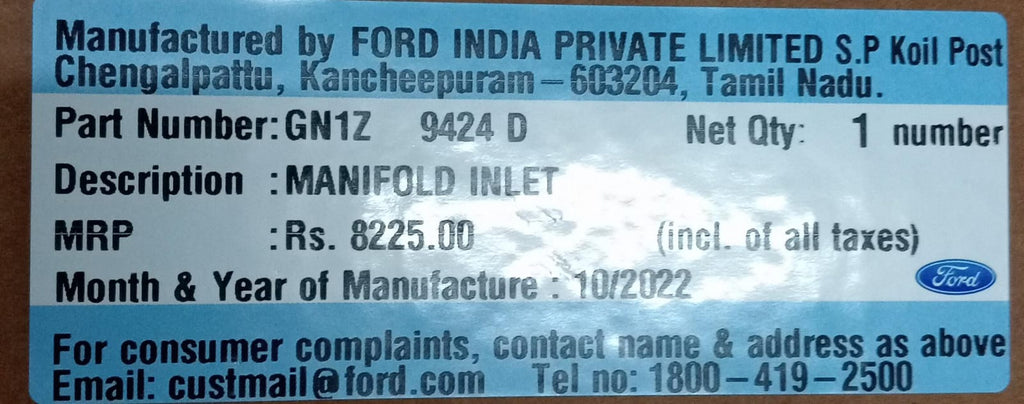 Manufactured by FORD INDIA PRIVATE LIMITED S.P Koil Post
Chengalpattu, Kancheepuram-603204, Tamil Nadu.
Part Number: GN1Z 9424 D Net Qty: 1 number
Description : MANIFOLD INLET
MRP : Rs. 8225.00 (incl. of all taxes)
Month & Year of Manufacture : 10/2022
Ford
For consumer complaints, contact name & address as above
Email: custmail@ford.com Tel no: 1800-419-2500